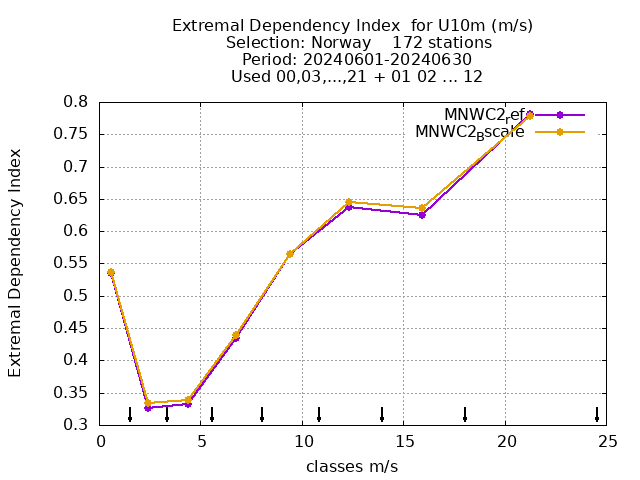 Extremal Dependency Index  for U10m (m/s)
Selection: Norway    172 stations
Period: 20240601-20240630
Used 00,03,...,21 + 01 02 ... 12
MNWC2ref
MNWC2Bscale
Extremal Dependency Index
0.8
0.75
0.7
0.65
0.6
0.55
0.5
0.45
0.4
0.35
0.3
0 5 10 15 20 25
classes m/s